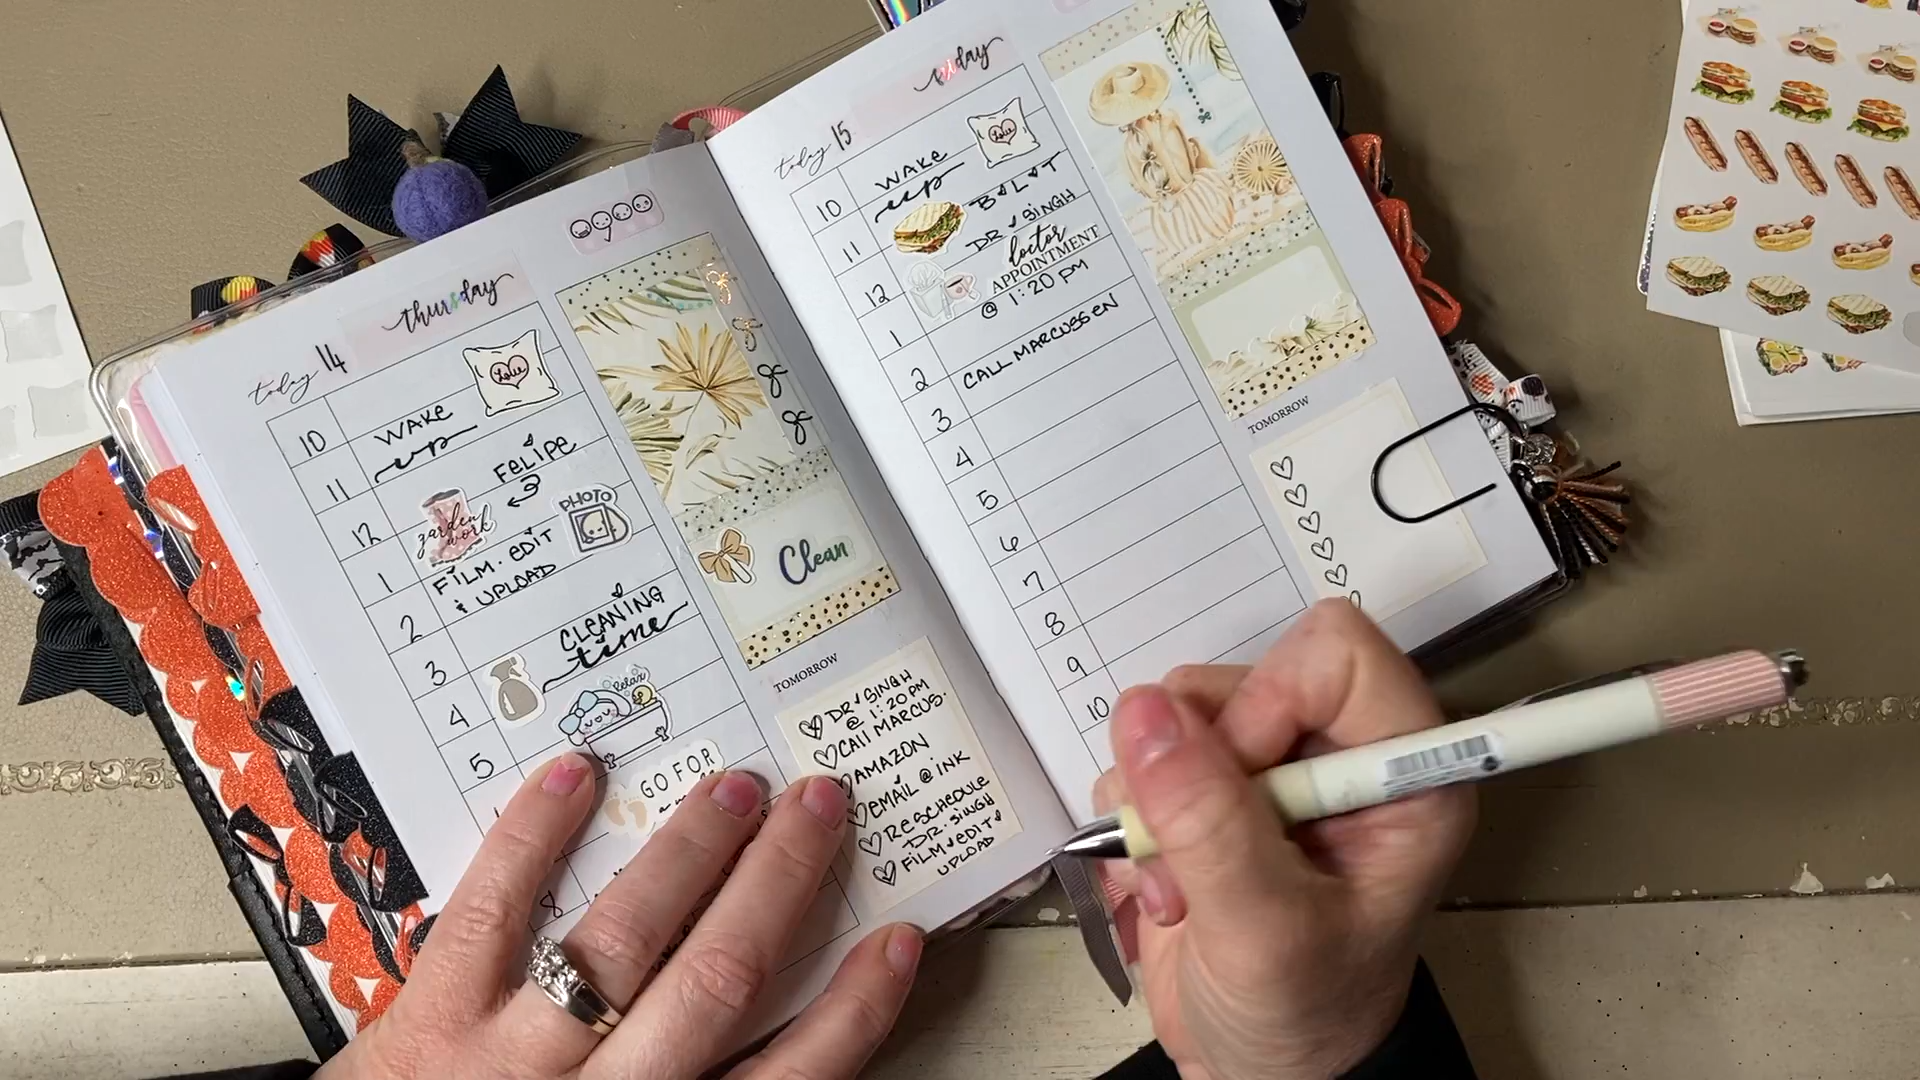 thursday
today 14
10
WAKE
up
Love
11
FELIPE
12
garden
work
PHOTO
1
FILM. EDIT
& UPLOAD
2
CLEANING
time
3
4
relax
5
GO FOR
8
Clean
TOMORROW
DR. SINGH
@ 1:20 PM
CALL MARCUS.
AMAZON
EMAIL @ INK
RESCHEDULE
DR. SINGH
FILM EDIT
UPLOAD
friday
today 15
10
WAKE
up
Love
B L T
11
DR. SINGH
doctor
APPOINTMENT
12
@ 1:20 PM
1
2
CALL MARCUSSEN
3
4
5
6
7
8
9
10
TOMORROW